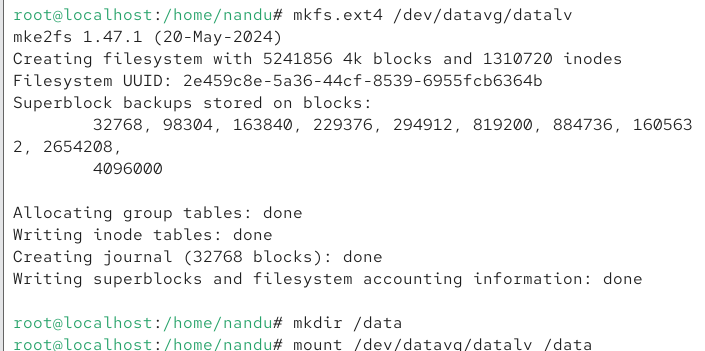 root@localhost:/home/nandu# mkfs.ext4 /dev/datavg/datalv
mke2fs 1.47.1 (20-May-2024)
Creating filesystem with 5241856 4k blocks and 1310720 inodes
Filesystem UUID: 2e459c8e-5a36-44cf-8539-6955fcb6364b
Superblock backups stored on blocks:
        32768, 98304, 163840, 229376, 294912, 819200, 884736, 160563
2, 2654208,
        4096000

Allocating group tables: done
Writing inode tables: done
Creating journal (32768 blocks): done
Writing superblocks and filesystem accounting information: done

root@localhost:/home/nandu# mkdir /data
root@localhost:/home/nandu# mount /dev/datavg/datalv /data